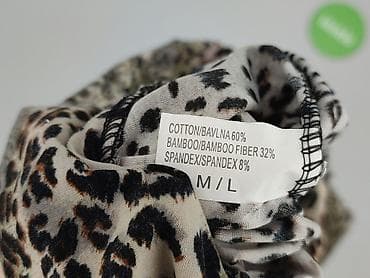 COTTON/BAVLNA 60%
BAMBOO/BAMBOO FIBER 32%
SPANDEX/SPANDEX 8%
M / L